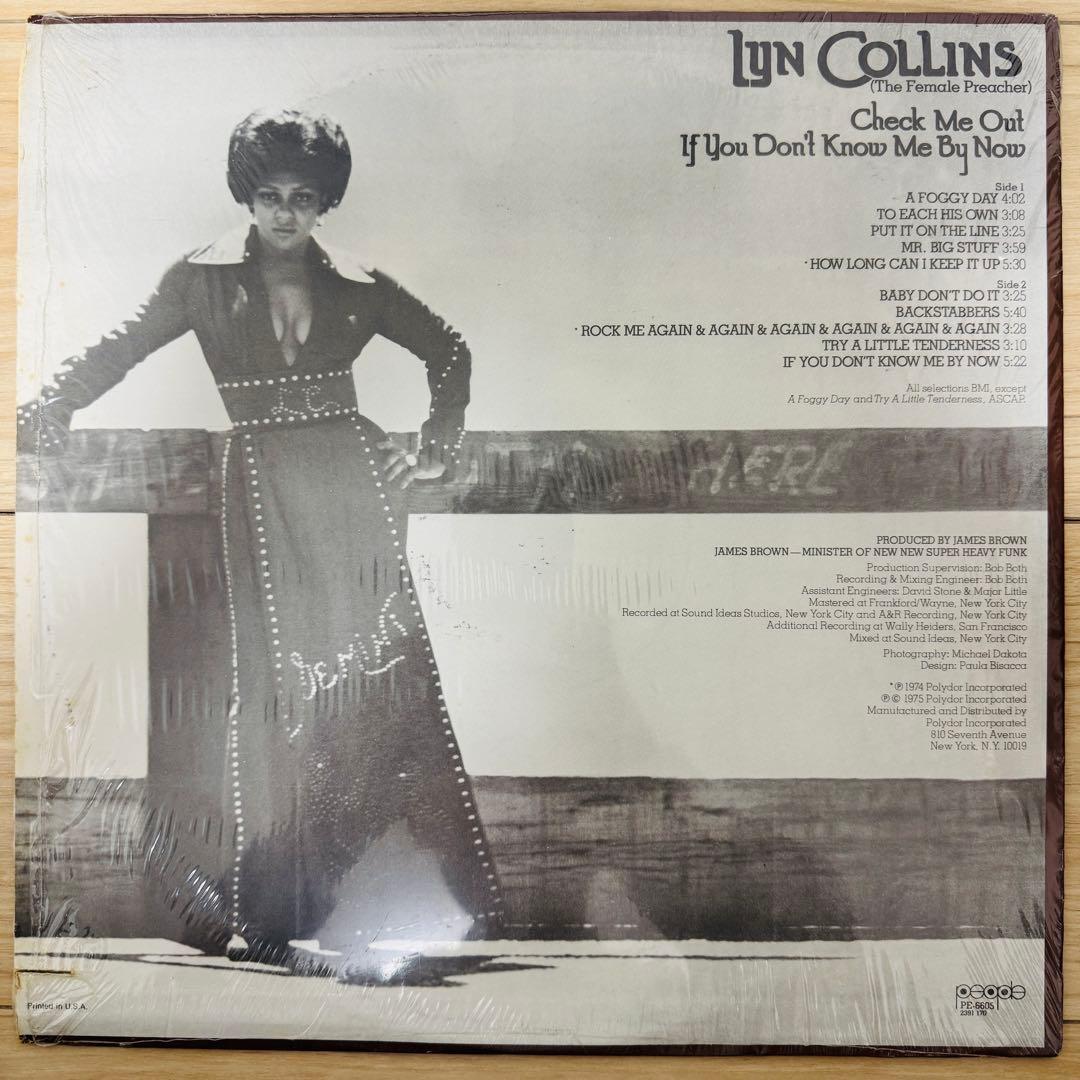 Lyn Collins
(The Female Preacher)
Check Me Out
If You Don't Know Me By Now
Side 1
A FOGGY DAY 4:02
TO EACH HIS OWN 3:08
PUT IT ON THE LINE 3:25
MR. BIG STUFF 3:59
*HOW LONG CAN I KEEP IT UP 5:30
Side 2
BABY DON'T DO IT 3:25
BACKSTABBERS 5:40
*ROCK ME AGAIN & AGAIN & AGAIN & AGAIN & AGAIN & AGAIN 3:28
TRY A LITTLE TENDERNESS 3:10
IF YOU DON'T KNOW ME BY NOW 5:22
All selections BMI, except
A Foggy Day and Try A Little Tenderness, ASCAP.
L.C.
HERE
PRODUCED BY JAMES BROWN
JAMES BROWN—MINISTER OF NEW NEW SUPER HEAVY FUNK
Production Supervision: Bob Both
Recording & Mixing Engineer: Bob Both
Assistant Engineers: David Stone & Major Little
Mastered at Frankford/Wayne, New York City
Recorded at Sound Ideas Studios, New York City and A&R Recording, New York City
Additional Recording at Wally Heiders, San Francisco
Mixed at Sound Ideas, New York City
Photography: Michael Dakota
Design: Paula Bisacca
GEMINI
*℗ 1974 Polydor Incorporated
℗ © 1975 Polydor Incorporated
Manufactured and Distributed by
Polydor Incorporated
810 Seventh Avenue
New York, N.Y. 10019
people
PE-6605
2391 170
Printed in U.S.A.